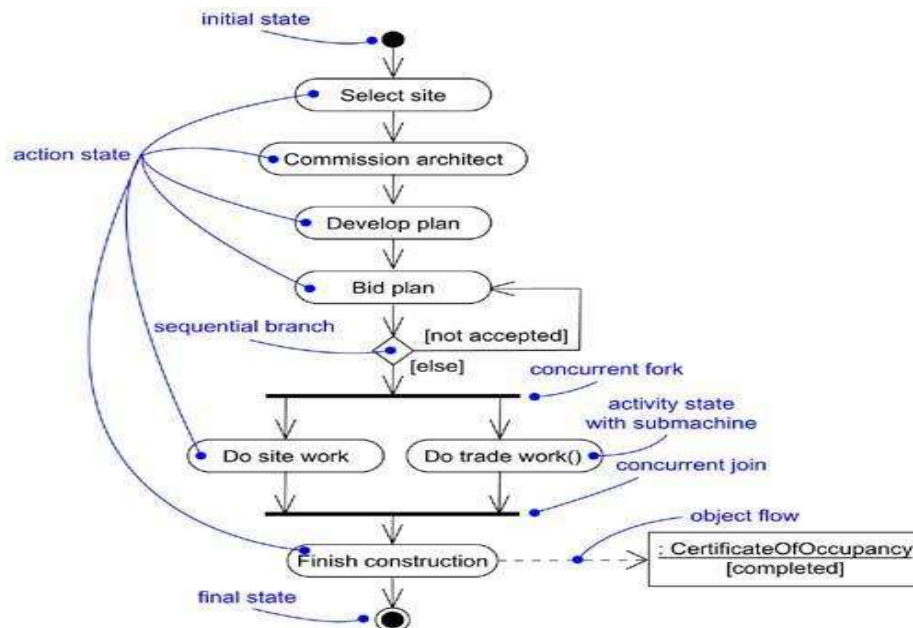 initial state
Select site
action state
Commission architect
Develop plan
Bid plan
sequential branch
[not accepted]
[else]
concurrent fork
activity state
with submachine
Do site work
Do trade work()
concurrent join
object flow
Finish construction
: CertificateOfOccupancy
[completed]
final state